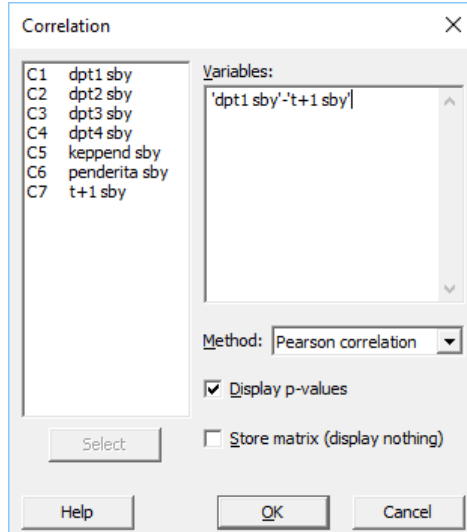 Correlation
C1 dpt1 sby
C2 dpt2 sby
C3 dpt3 sby
C4 dpt4 sby
C5 keppend sby
C6 penderita sby
C7 t+1 sby
Select
Variables:
'dpt1 sby'-'t+1 sby'
Method: Pearson correlation
Display p-values
Store matrix (display nothing)
Help
OK
Cancel